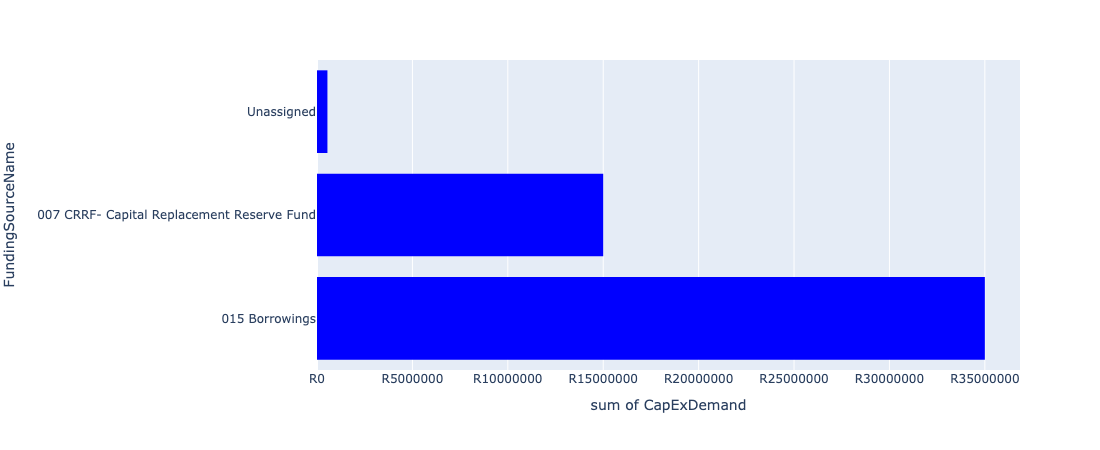 FundingSourceName
Unassigned
007 CRRF- Capital Replacement Reserve Fund
015 Borrowings
R0 R5000000 R10000000 R15000000 R20000000 R25000000 R30000000 R35000000
sum of CapExDemand